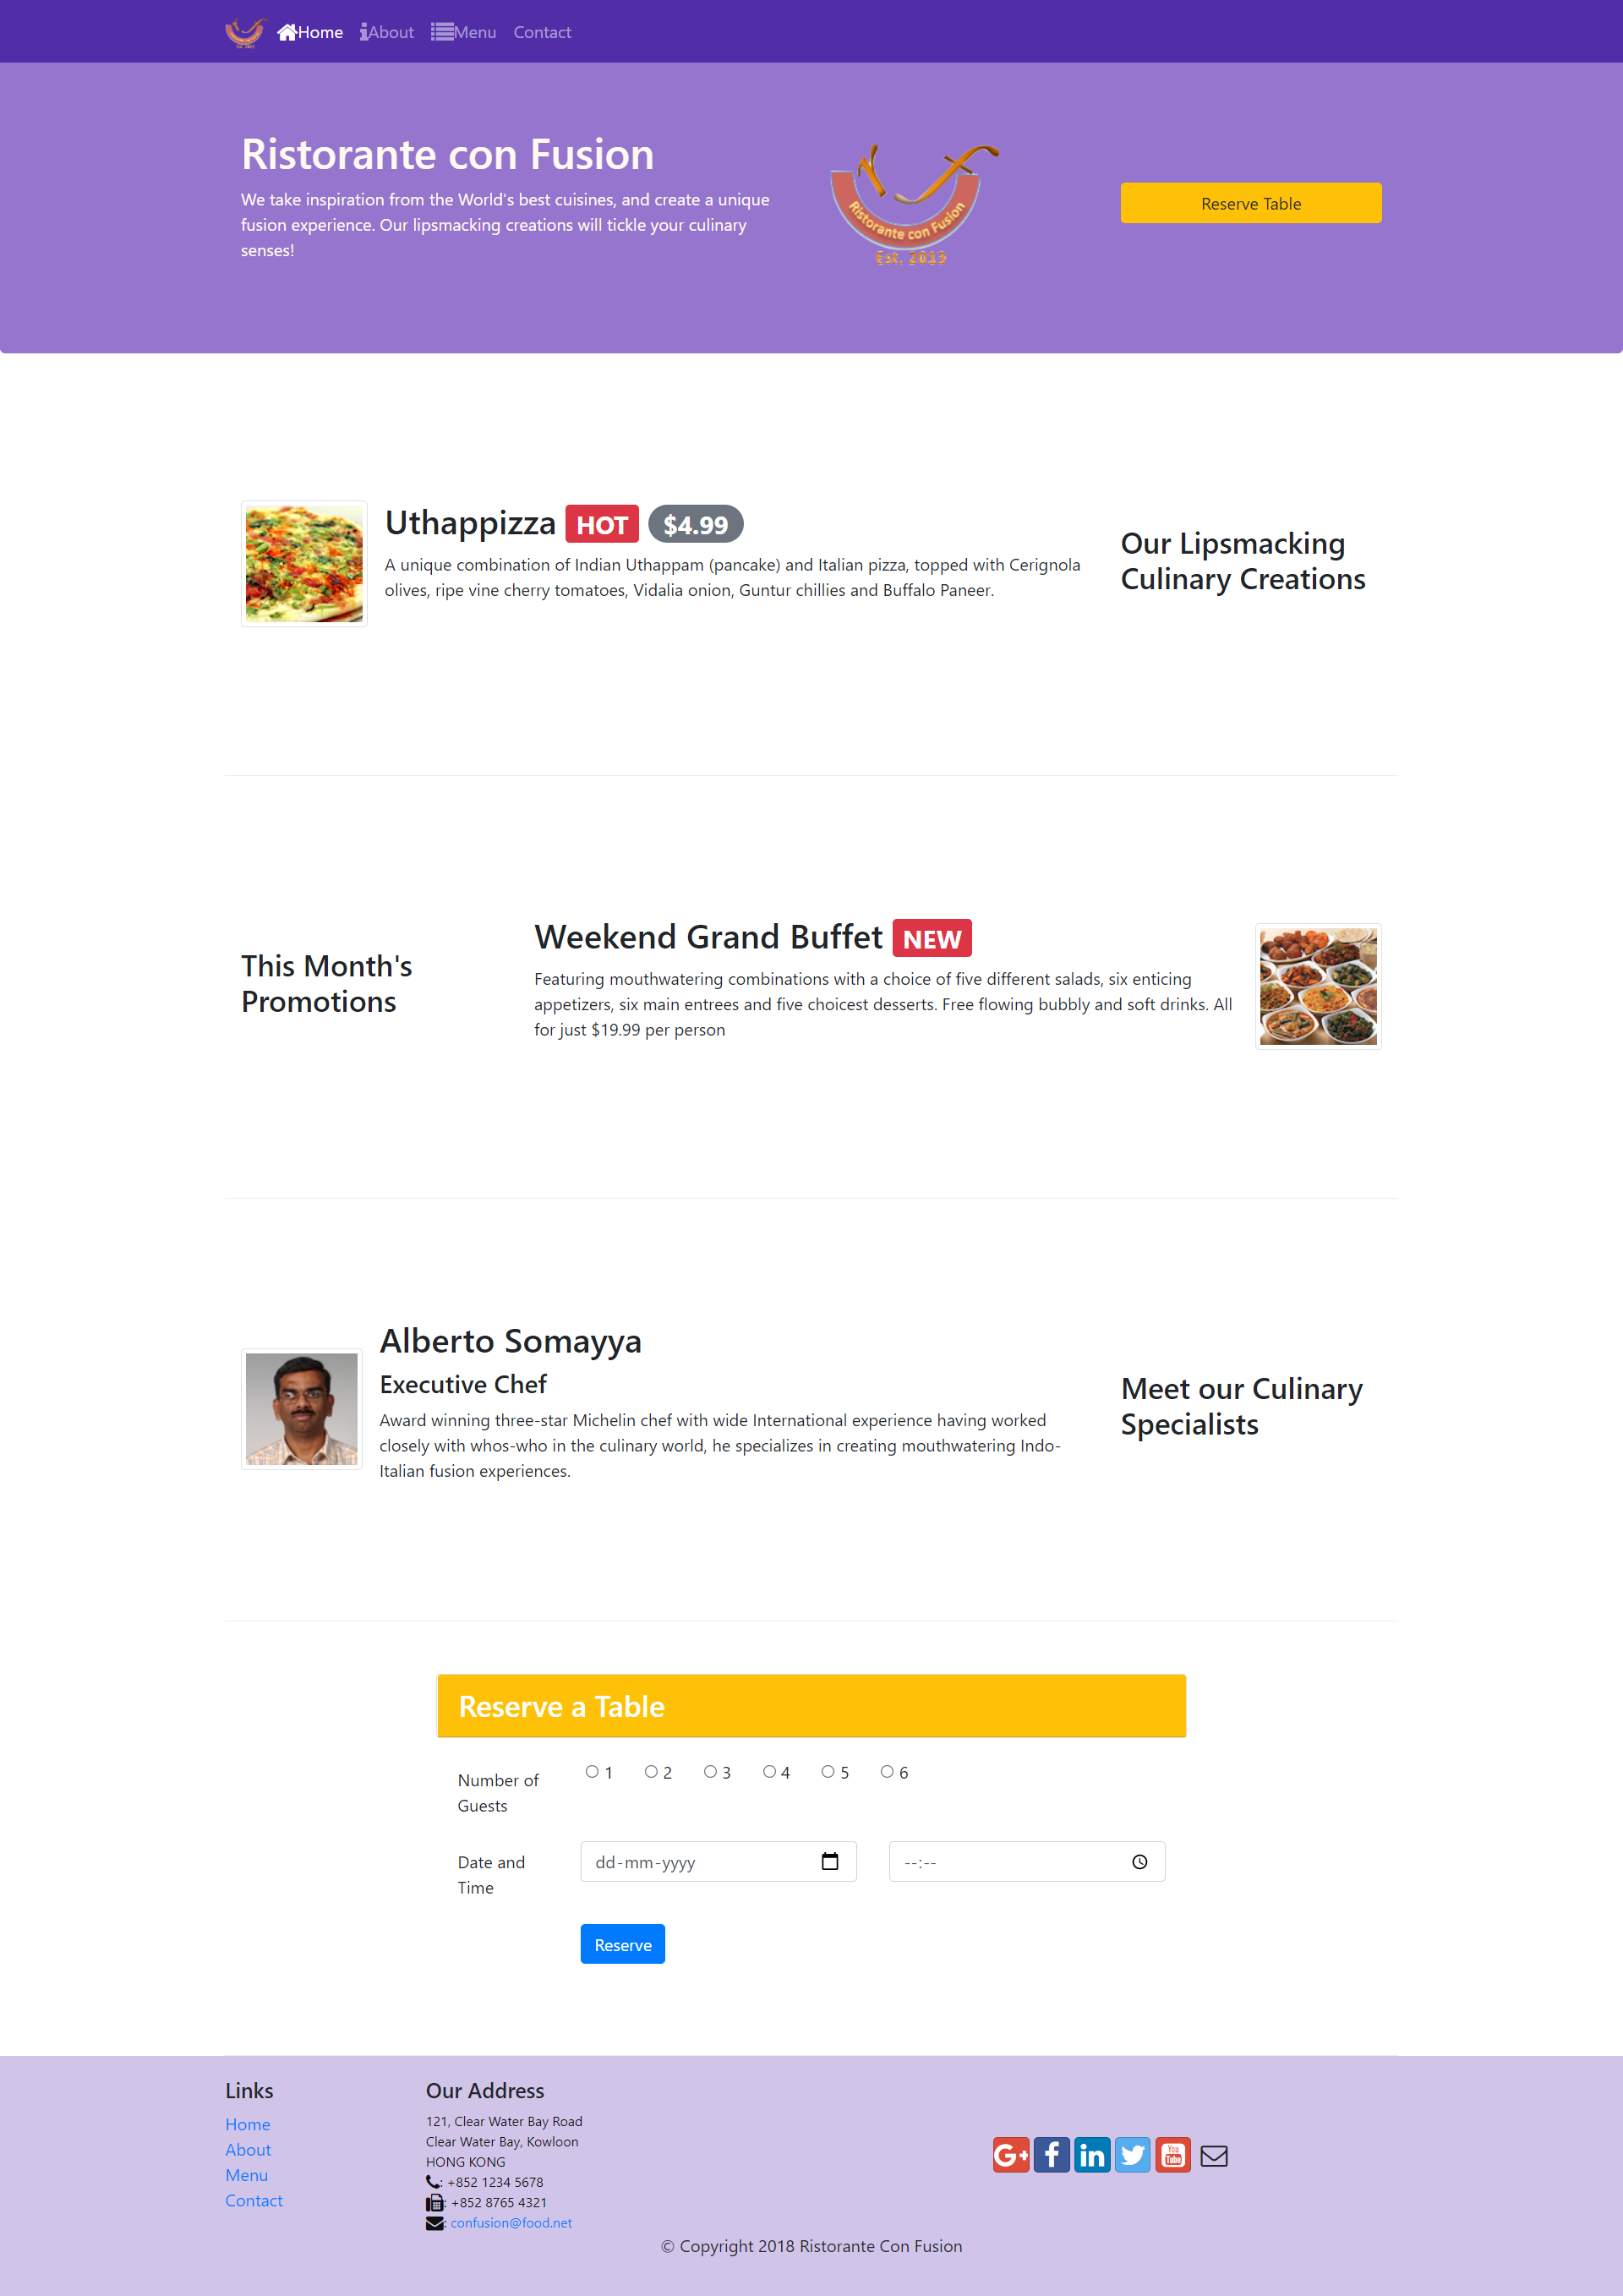 Home About Menu Contact
Ristorante con Fusion
We take inspiration from the World's best cuisines, and create a unique
fusion experience. Our lipsmacking creations will tickle your culinary
senses!
Ristorante con Fusion
Est. 2013
Reserve Table
Uthappizza HOT $4.99
A unique combination of Indian Uthappam (pancake) and Italian pizza, topped with Cerignola
olives, ripe vine cherry tomatoes, Vidalia onion, Guntur chillies and Buffalo Paneer.
Our Lipsmacking
Culinary Creations
This Month's
Promotions
Weekend Grand Buffet NEW
Featuring mouthwatering combinations with a choice of five different salads, six enticing
appetizers, six main entrees and five choicest desserts. Free flowing bubbly and soft drinks. All
for just $19.99 per person
Alberto Somayya
Executive Chef
Award winning three-star Michelin chef with wide International experience having worked
closely with whos-who in the culinary world, he specializes in creating mouthwatering Indo-
Italian fusion experiences.
Meet our Culinary
Specialists
Reserve a Table
Number of
Guests
1 2 3 4 5 6
Date and
Time
dd-mm-yyyy
--:--
Reserve
Links
Home
About
Menu
Contact
Our Address
121, Clear Water Bay Road
Clear Water Bay, Kowloon
HONG KONG
: +852 1234 5678
: +852 8765 4321
: confusion@food.net
G+ f in You Tube
© Copyright 2018 Ristorante Con Fusion